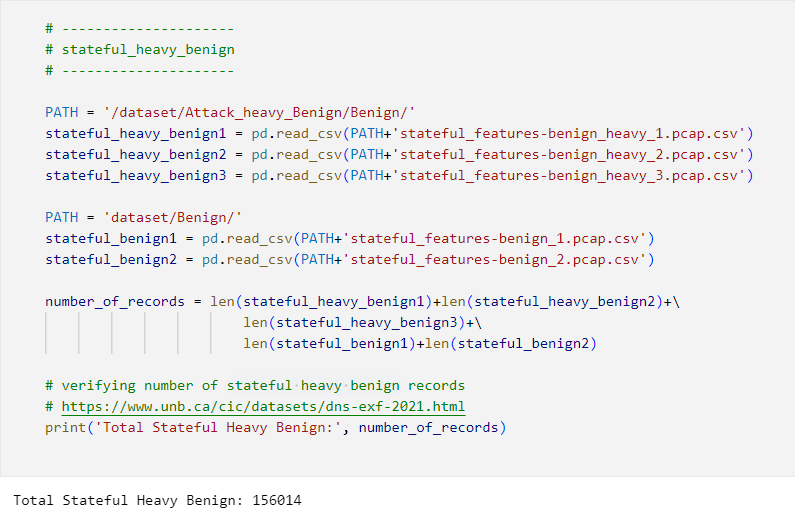 # ---------------------
# stateful_heavy_benign
# ---------------------
PATH = '/dataset/Attack_heavy_Benign/Benign/'
stateful_heavy_benign1 = pd.read_csv(PATH+'stateful_features-benign_heavy_1.pcap.csv')
stateful_heavy_benign2 = pd.read_csv(PATH+'stateful_features-benign_heavy_2.pcap.csv')
stateful_heavy_benign3 = pd.read_csv(PATH+'stateful_features-benign_heavy_3.pcap.csv')
PATH = 'dataset/Benign/'
stateful_benign1 = pd.read_csv(PATH+'stateful_features-benign_1.pcap.csv')
stateful_benign2 = pd.read_csv(PATH+'stateful_features-benign_2.pcap.csv')
number_of_records = len(stateful_heavy_benign1)+len(stateful_heavy_benign2)+\
len(stateful_heavy_benign3)+\
len(stateful_benign1)+len(stateful_benign2)
# verifying number of stateful heavy benign records
# https://www.unb.ca/cic/datasets/dns-exf-2021.html
print('Total Stateful Heavy Benign:', number_of_records)
Total Stateful Heavy Benign: 156014